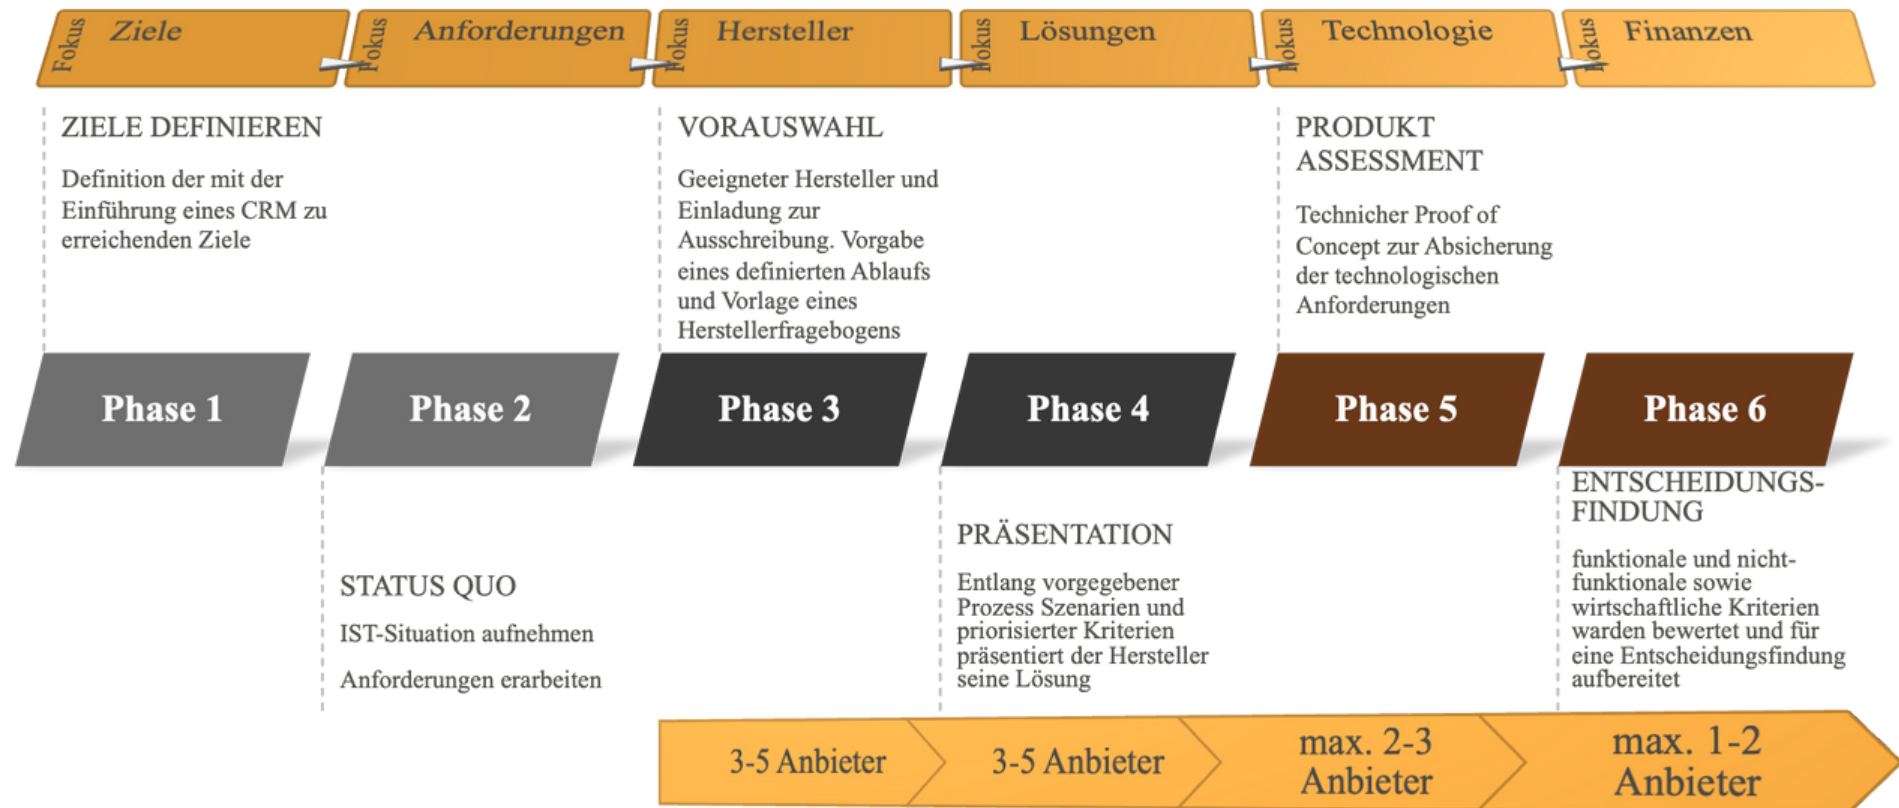 Fokus Ziele
Fokus Anforderungen
Fokus Hersteller
Fokus Lösungen
Fokus Technologie
Fokus Finanzen
ZIELE DEFINIEREN
Definition der mit der
Einführung eines CRM zu
erreichenden Ziele
VORAUSWAHL
Geeigneter Hersteller und
Einladung zur
Ausschreibung. Vorgabe
eines definierten Ablaufs
und Vorlage eines
Herstellerfragebogens
PRODUKT
ASSESSMENT
Technicher Proof of
Concept zur Absicherung
der technologischen
Anforderungen
Phase 1
Phase 2
Phase 3
Phase 4
Phase 5
Phase 6
STATUS QUO
IST-Situation aufnehmen
Anforderungen erarbeiten
PRÄSENTATION
Entlang vorgegebener
Prozess Szenarien und
priorisierter Kriterien
präsentiert der Hersteller
seine Lösung
ENTSCHEIDUNGS-
FINDUNG
funktionale und nicht-
funktionale sowie
wirtschaftliche Kriterien
warden bewertet und für
eine Entscheidungsfindung
aufbereitet
3-5 Anbieter
3-5 Anbieter
max. 2-3
Anbieter
max. 1-2
Anbieter